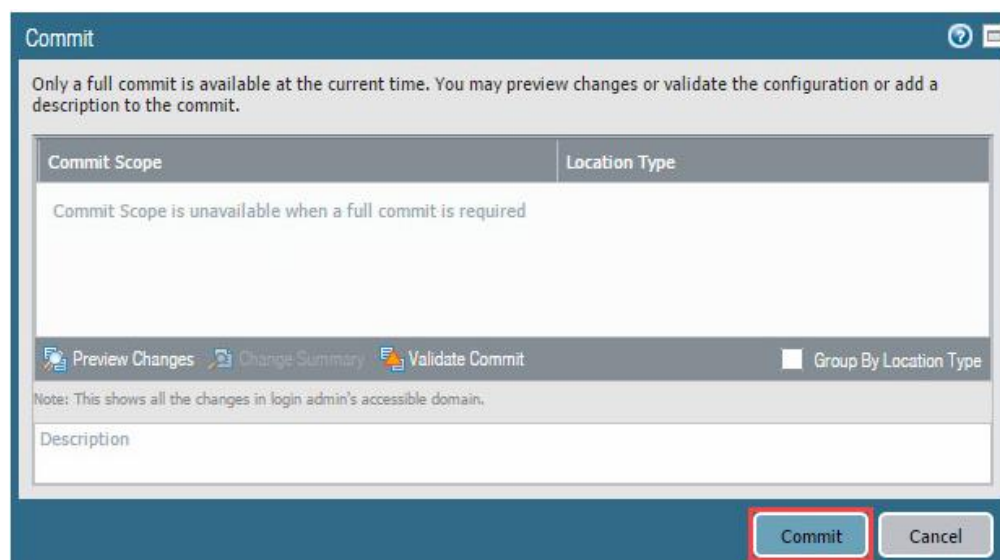 Commit
Only a full commit is available at the current time. You may preview changes or validate the configuration or add a
description to the commit.
Commit Scope Location Type
Commit Scope is unavailable when a full commit is required
Preview Changes Change Summary Validate Commit Group By Location Type
Note: This shows all the changes in login admin's accessible domain.
Description
Commit Cancel